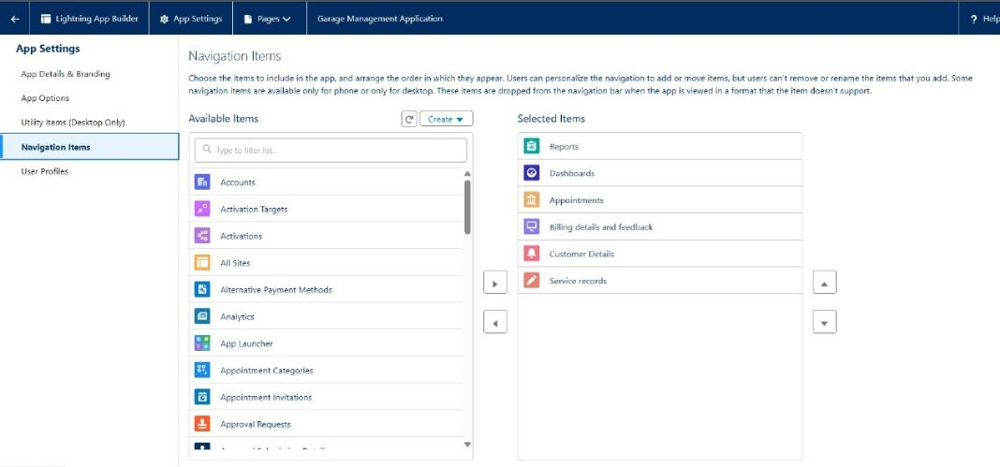 Lightning App Builder
App Settings
Pages
Garage Management Application
? Help
App Settings
App Details & Branding
App Options
Utility Items (Desktop Only)
Navigation Items
User Profiles
Navigation Items
Choose the items to include in the app, and arrange the order in which they appear. Users can personalize the navigation to add or move items, but users can't remove or rename the items that you add. Some
navigation items are available only for phone or only for desktop. These items are dropped from the navigation bar when the app is viewed in a format that the item doesn't support.
Available Items
Create
Type to filter list...
Accounts
Activation Targets
Activations
All Sites
Alternative Payment Methods
Analytics
App Launcher
Appointment Categories
Appointment Invitations
Approval Requests
Selected Items
Reports
Dashboards
Appointments
Billing details and feedback
Customer Details
Service records